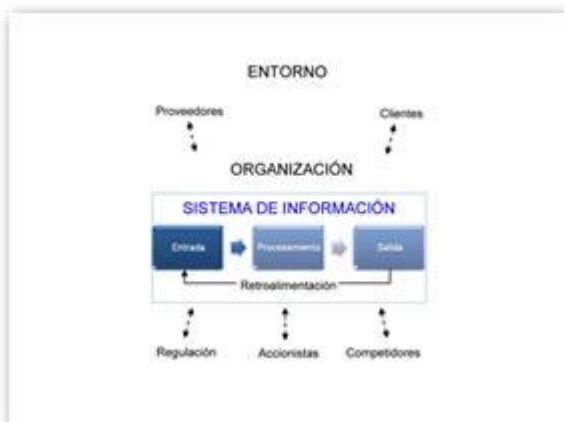 ENTORNO
Proveedores Clientes
ORGANIZACIÓN
SISTEMA DE INFORMACIÓN
Entrada Procesamiento Salida
Retroalimentación
Regulación Accionistas Competidores